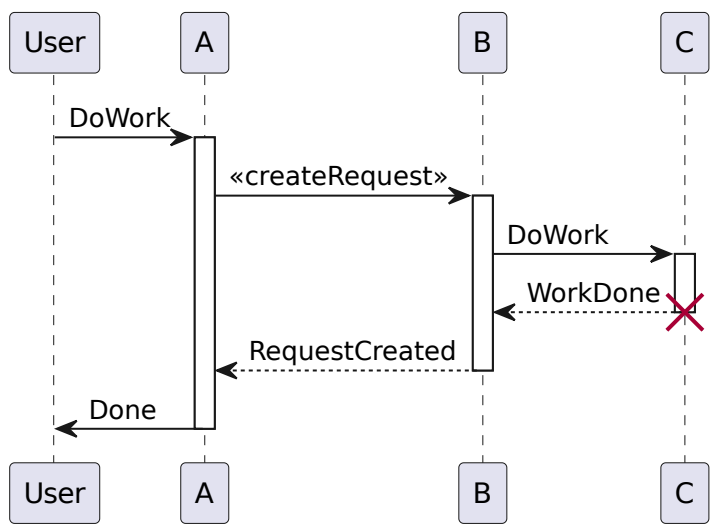 User A B C
DoWork
«createRequest»
DoWork
WorkDone
RequestCreated
Done
User A B C